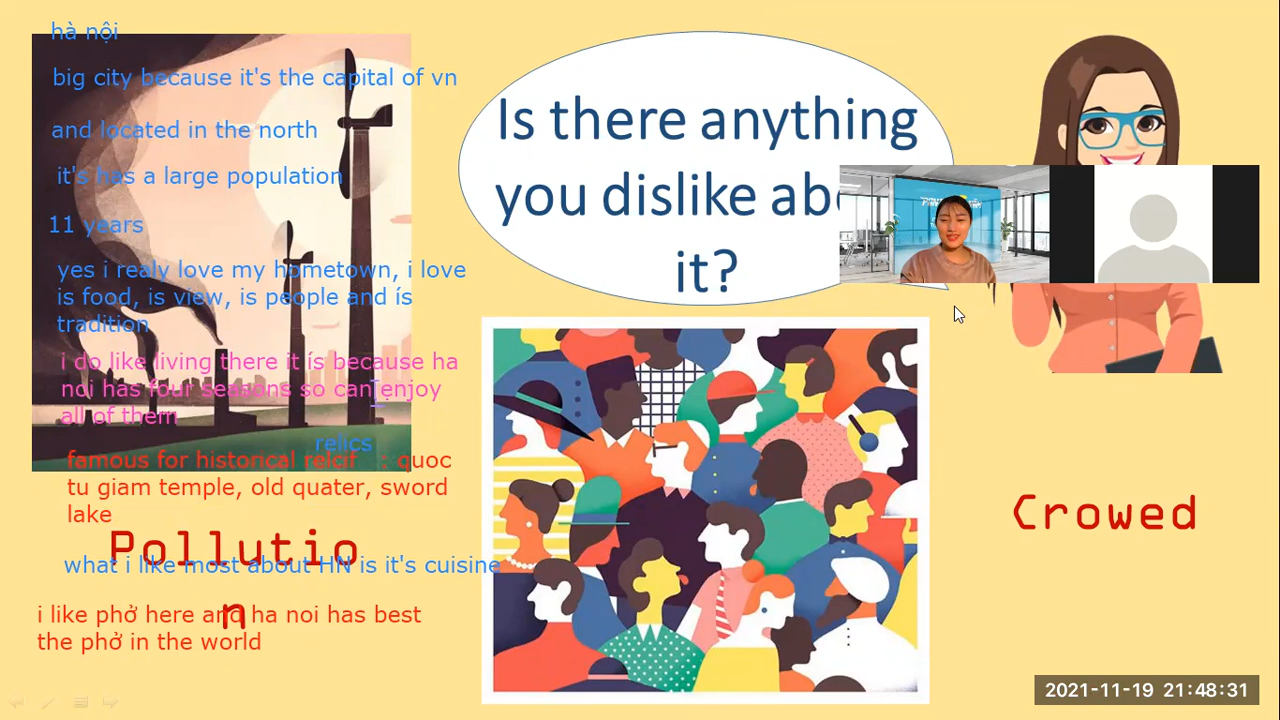 hà nội
big city because it's the capital of vn
and located in the north
it's has a large population
11 years
yes i realy love my hometown, i love
is food, is view, is people and ís
tradition
i do like living there it ís because ha
noi has four seasons so can enjoy
all of them
relics
famous for historical relcif : quoc
tu giam temple, old quater, sword
lake
Pollutio
n
what i like most about HN is it's cuisine
i like phở here and ha noi has best
the phở in the world
Is there anything
you dislike
it?
Crowed
2021-11-19 21:48:31